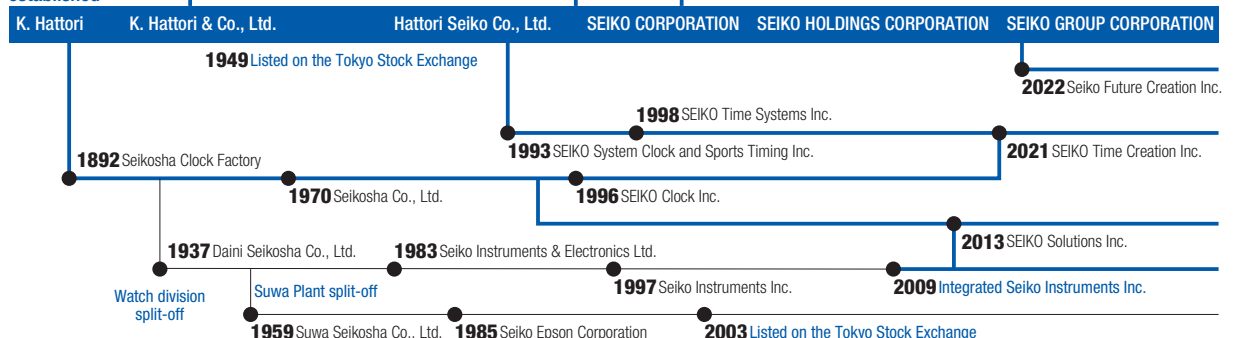 established
K. Hattori
K. Hattori & Co., Ltd.
Hattori Seiko Co., Ltd.
SEIKO CORPORATION
SEIKO HOLDINGS CORPORATION
SEIKO GROUP CORPORATION
1949 Listed on the Tokyo Stock Exchange
2022 Seiko Future Creation Inc.
1998 SEIKO Time Systems Inc.
1993 SEIKO System Clock and Sports Timing Inc.
2021 SEIKO Time Creation Inc.
1892 Seikosha Clock Factory
1970 Seikosha Co., Ltd.
1996 SEIKO Clock Inc.
2013 SEIKO Solutions Inc.
1937 Daini Seikosha Co., Ltd.
1983 Seiko Instruments & Electronics Ltd.
1997 Seiko Instruments Inc.
2009 Integrated Seiko Instruments Inc.
Watch division
split-off
Suwa Plant split-off
1959 Suwa Seikosha Co., Ltd.
1985 Seiko Epson Corporation
2003 Listed on the Tokyo Stock Exchange